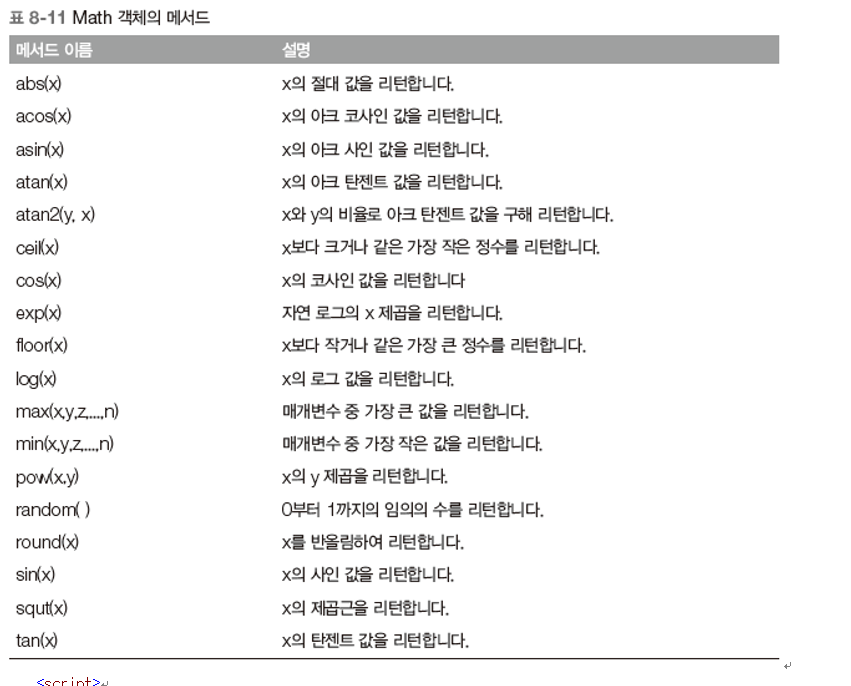 표 8-11 Math 객체의 메서드
메서드 이름 설명
abs(x) x의 절대 값을 리턴합니다.
acos(x) x의 아크 코사인 값을 리턴합니다.
asin(x) x의 아크 사인 값을 리턴합니다.
atan(x) x의 아크 탄젠트 값을 리턴합니다.
atan2(y, x) x와 y의 비율로 아크 탄젠트 값을 구해 리턴합니다.
ceil(x) x보다 크거나 같은 가장 작은 정수를 리턴합니다.
cos(x) x의 코사인 값을 리턴합니다
exp(x) 자연 로그의 x 제곱을 리턴합니다.
floor(x) x보다 작거나 같은 가장 큰 정수를 리턴합니다.
log(x) x의 로그 값을 리턴합니다.
max(x,y,z,...,n) 매개변수 중 가장 큰 값을 리턴합니다.
min(x,y,z,...,n) 매개변수 중 가장 작은 값을 리턴합니다.
pow(x,y) x의 y 제곱을 리턴합니다.
random( ) 0부터 1까지의 임의의 수를 리턴합니다.
round(x) x를 반올림하여 리턴합니다.
sin(x) x의 사인 값을 리턴합니다.
squt(x) x의 제곱근을 리턴합니다.
tan(x) x의 탄젠트 값을 리턴합니다.
<script>